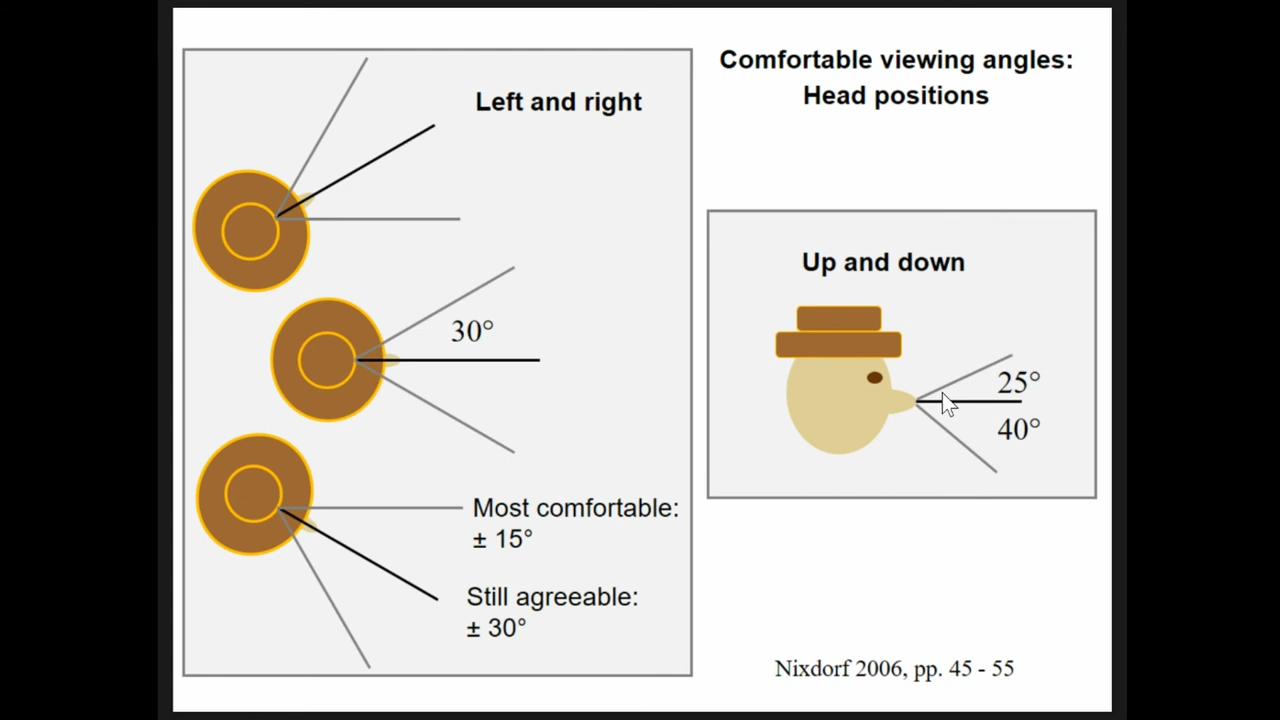 Comfortable viewing angles:
Head positions
Left and right
30°
Most comfortable:
± 15°
Still agreeable:
± 30°
Up and down
25°
40°
Nixdorf 2006, pp. 45 - 55